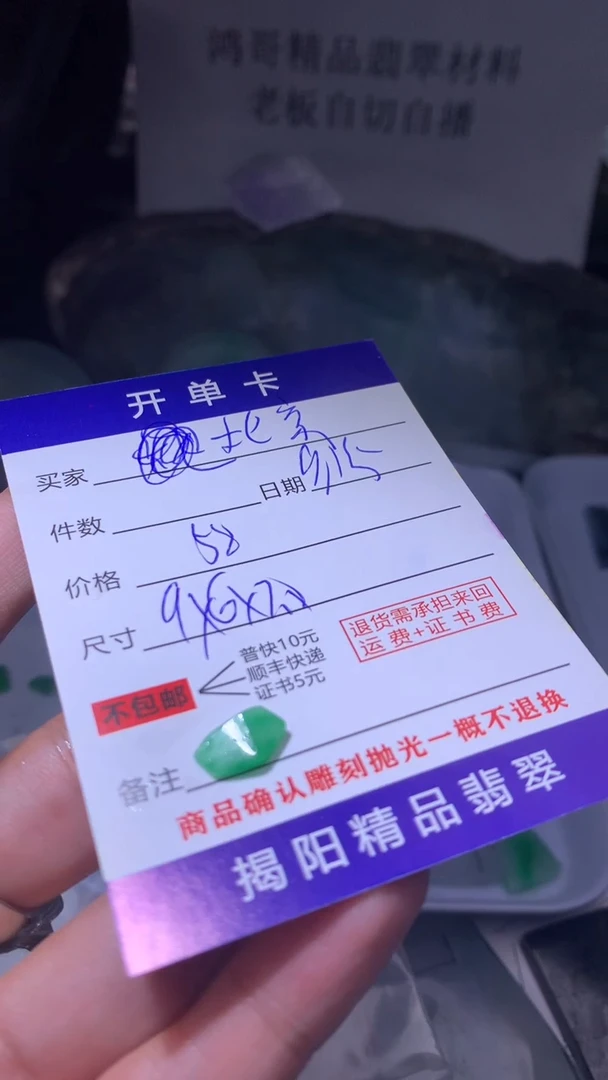 鸿哥精品翡翠材料
老板自切自播
开单卡
买家 北京
日期 9/15
件数
价格 58
尺寸
不包邮
普快10元
顺丰快递
证书5元
退货需承担来回
运费+证书费
备注
商品确认雕刻抛光一概不退换
揭阳精品翡翠